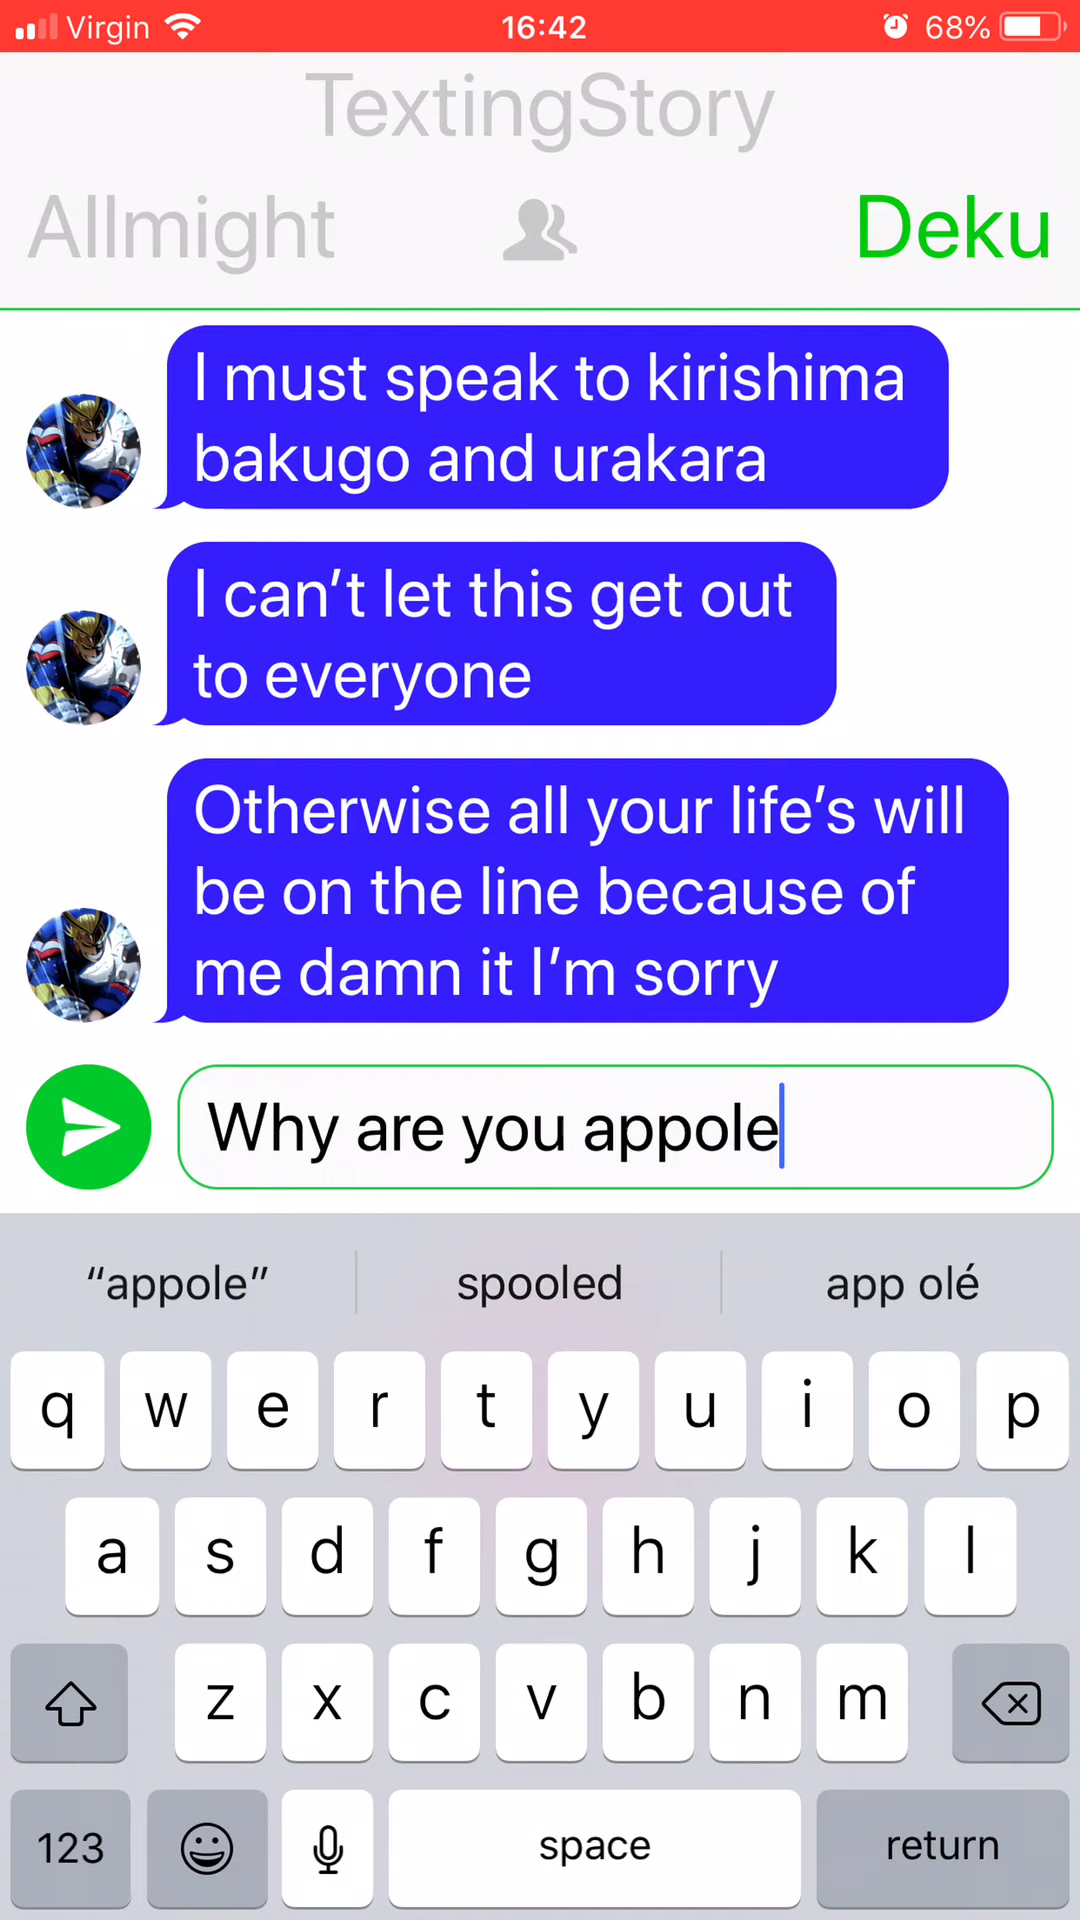 Virgin 16:42 68%
TextingStory
Allmight Deku
I must speak to kirishima
bakugo and urakara
I can’t let this get out
to everyone
Otherwise all your life’s will
be on the line because of
me damn it I’m sorry
Why are you appole
“appole” spooled app olé
q w e r t y u i o p
a s d f g h j k l
z x c v b n m
123 space return